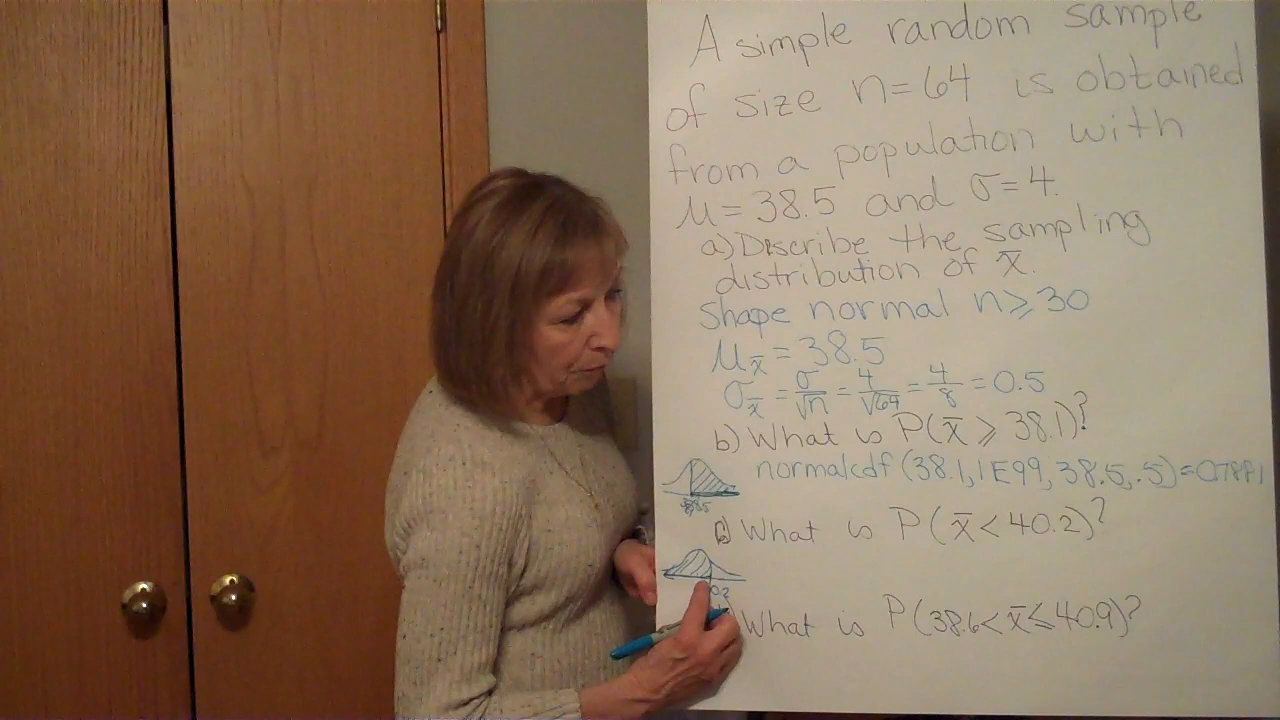 A simple random sample
of size n=64 is obtained
from a population with
μ=38.5 and σ=4.
a) Describe the sampling
distribution of x̄.
shape normal n≥30
μx̄ = 38.5
σx̄ = σ/√n = 4/√64 = 4/8 = 0.5
b) What is P(x̄ ≥ 38.1)?
normalcdf (38.1, 1E99, 38.5, .5) = 0.7881
38.5
c) What is P(x̄ < 40.2)?
What is P(38.6 < x̄ ≤ 40.9)?